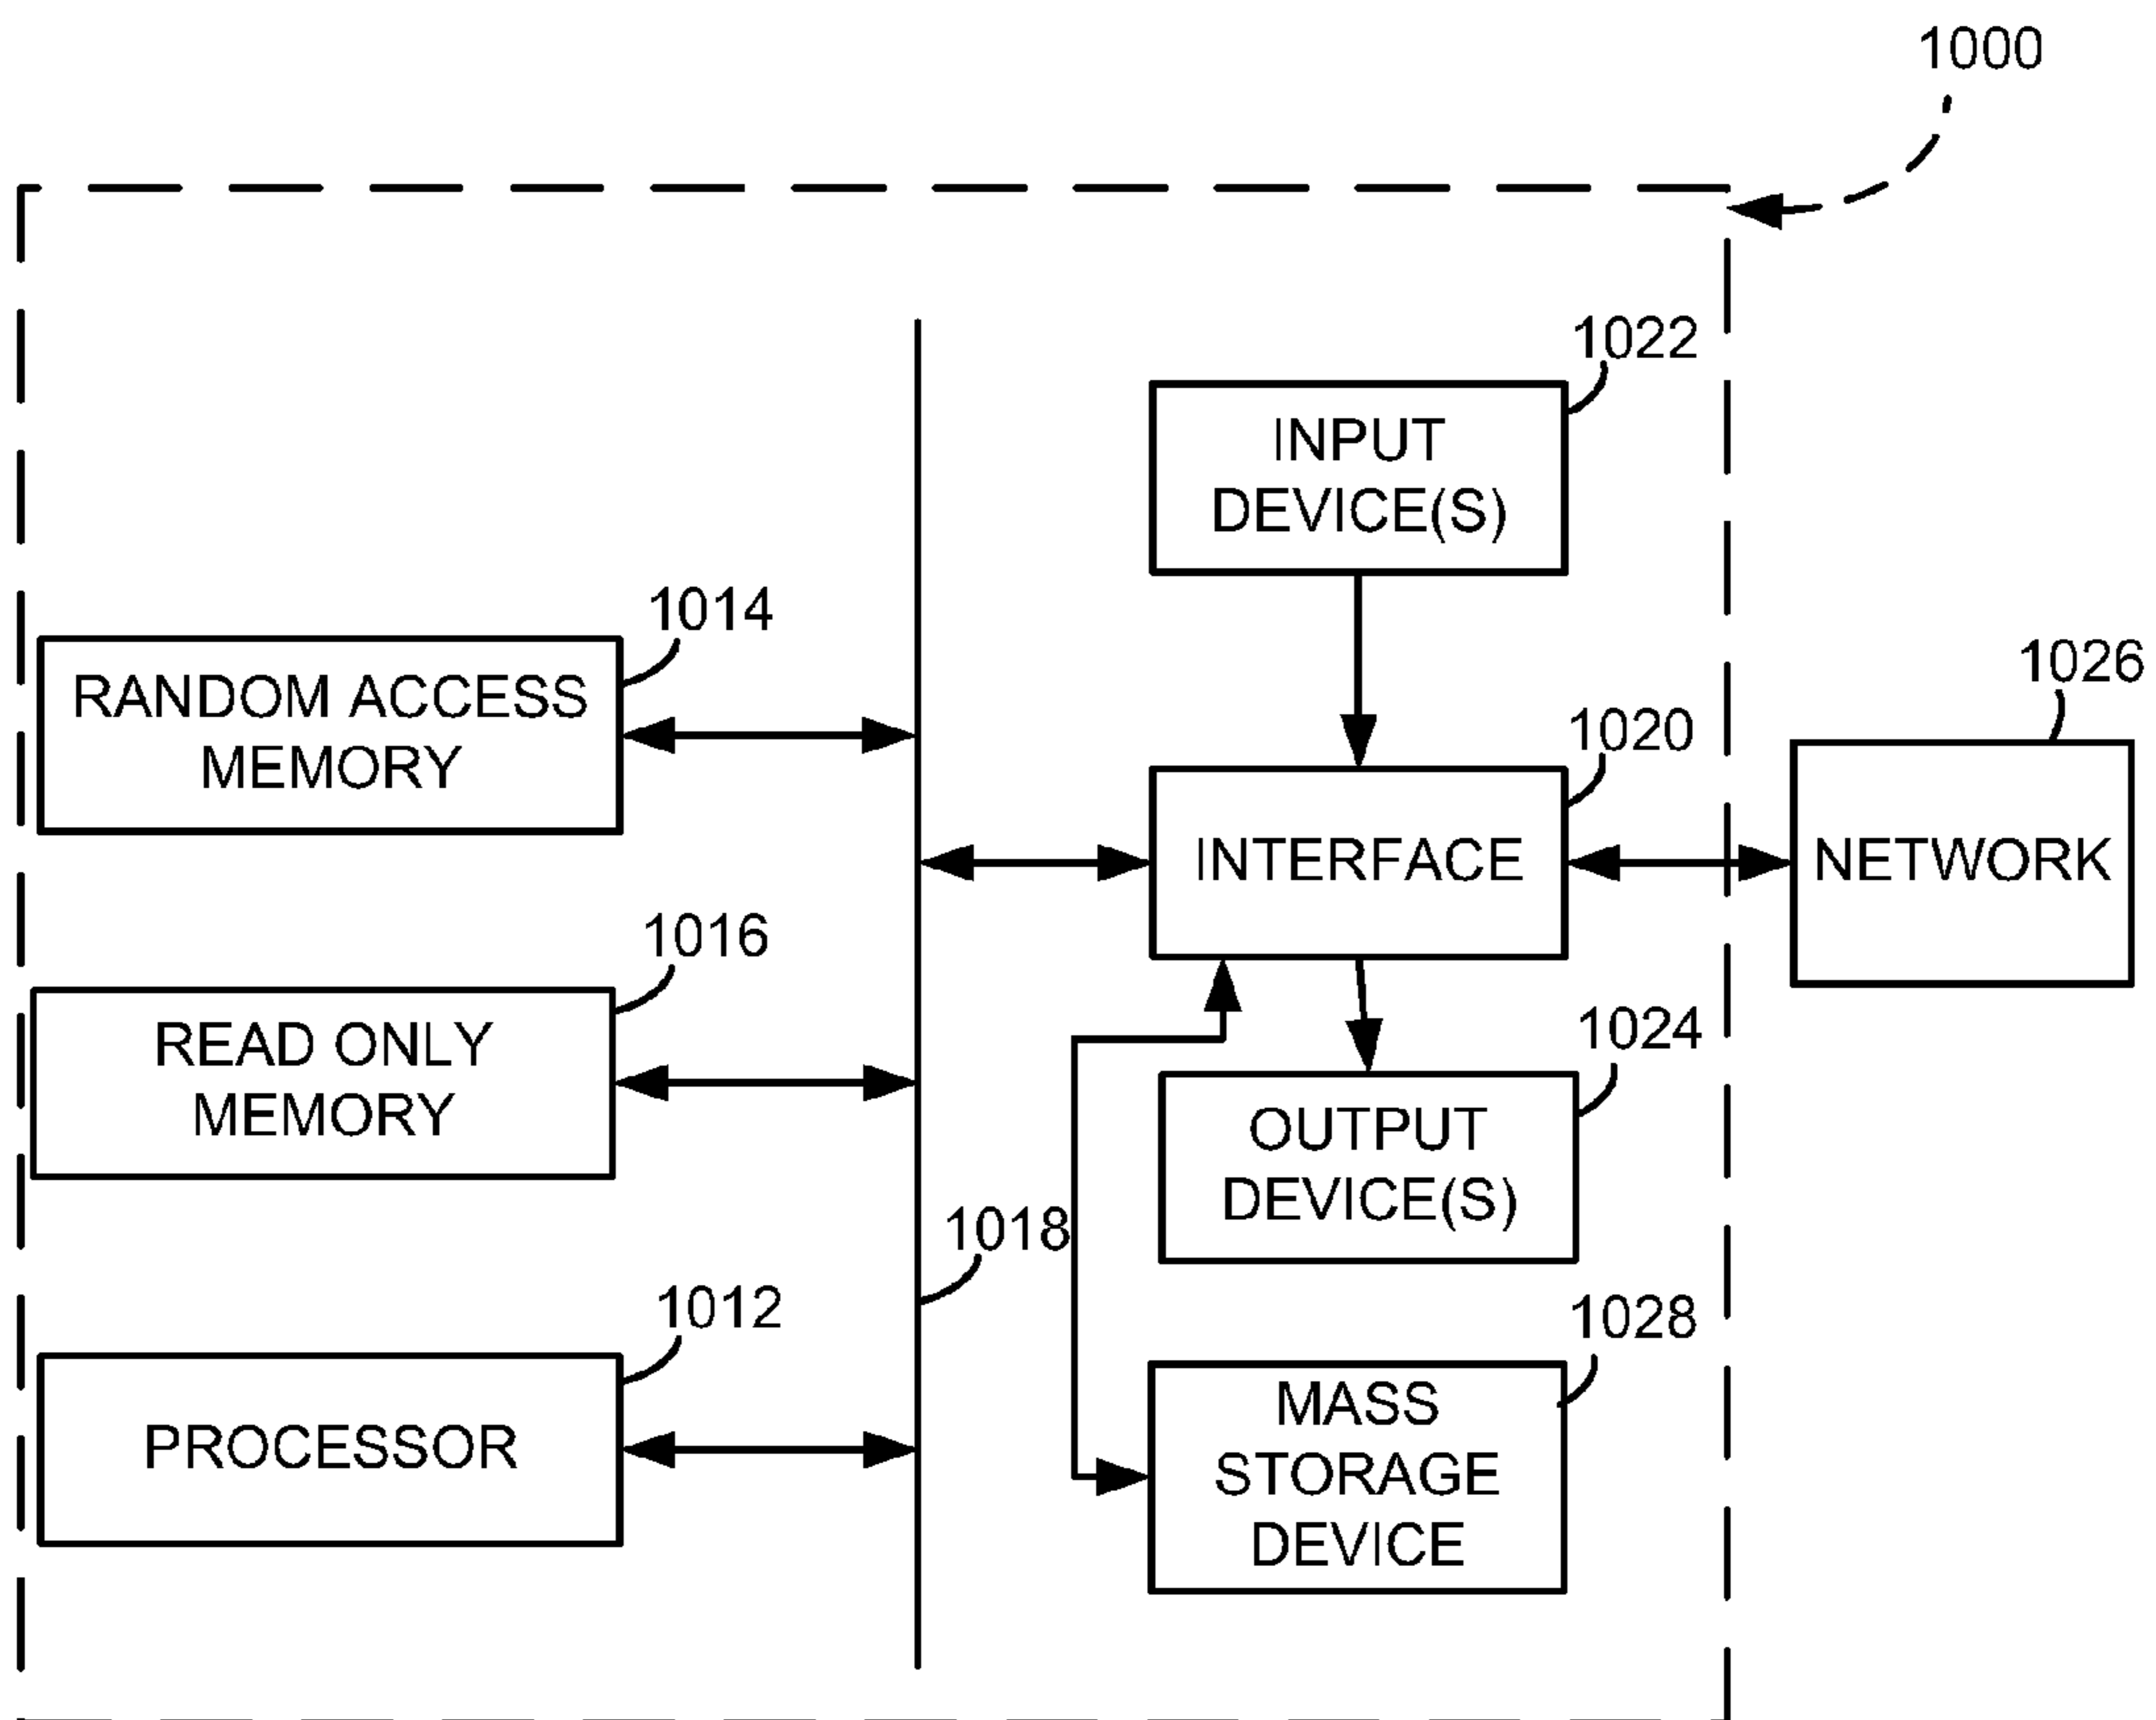 1000
1022
INPUT
DEVICE(S)
1014
RANDOM ACCESS
MEMORY
1026
1020
INTERFACE
NETWORK
1016
READ ONLY
MEMORY
1024
OUTPUT
DEVICE(S)
1018
1012
PROCESSOR
1028
MASS
STORAGE
DEVICE